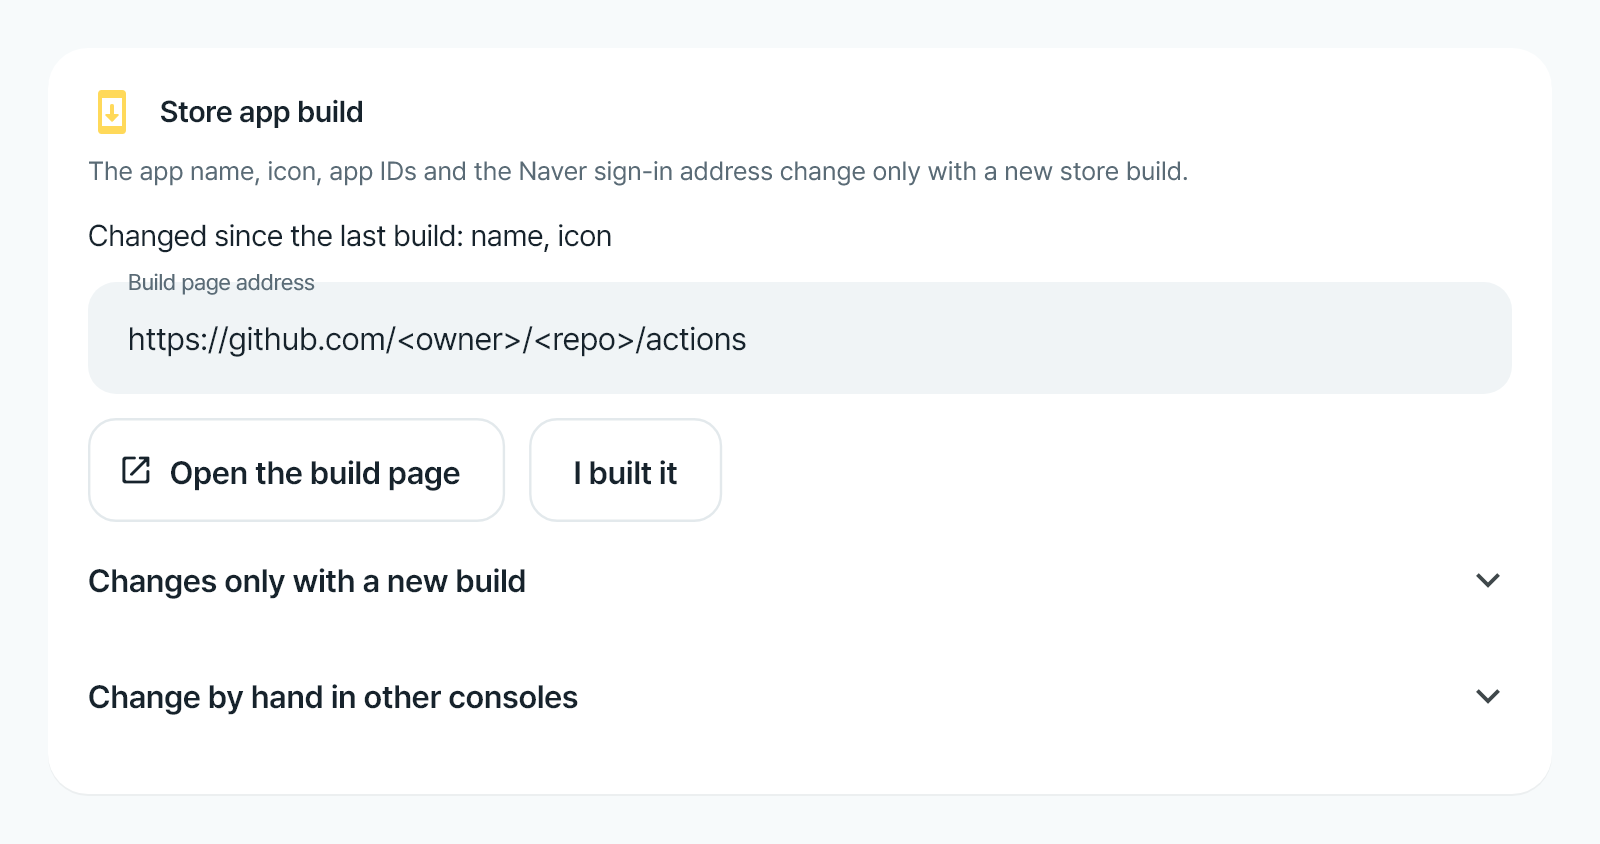 Store app build
The app name, icon, app IDs and the Naver sign-in address change only with a new store build.
Changed since the last build: name, icon
Build page address
https://github.com/<owner>/<repo>/actions
Open the build page
I built it
Changes only with a new build
Change by hand in other consoles